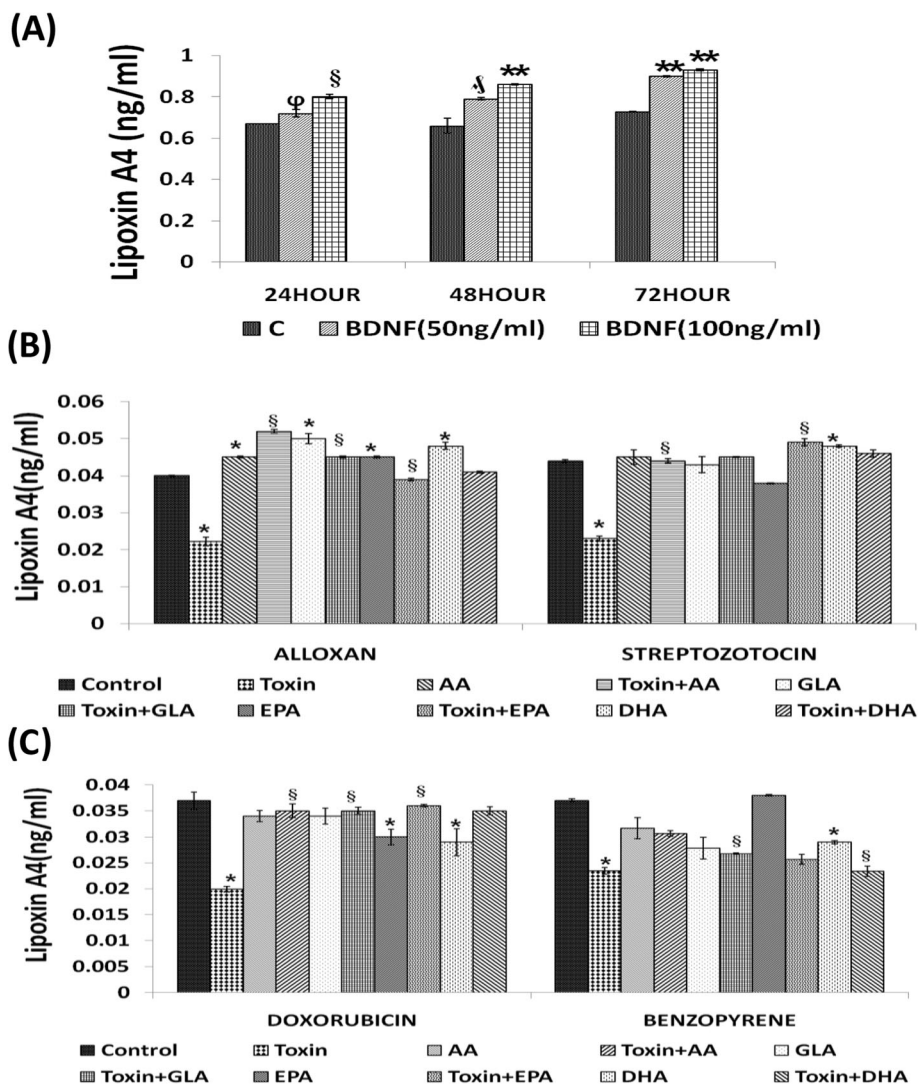 (A)
Lipoxin A4 (ng/ml)
1
0.8
0.6
0.4
0.2
0
φ
§
§
**
**
**
24HOUR 48HOUR 72HOUR
C BDNF(50ng/ml) BDNF(100ng/ml)
(B)
Lipoxin A4(ng/ml)
0.06
0.05
0.04
0.03
0.02
0.01
0
* * § * § * § *
* § § *
ALLOXAN STREPTOZOTOCIN
Control Toxin AA Toxin+AA GLA
Toxin+GLA EPA Toxin+EPA DHA Toxin+DHA
(C)
Lipoxin A4(ng/ml)
0.04
0.035
0.03
0.025
0.02
0.015
0.01
0.005
0
* § § * § *
* § * §
DOXORUBICIN BENZOPYRENE
Control Toxin AA Toxin+AA GLA
Toxin+GLA EPA Toxin+EPA DHA Toxin+DHA